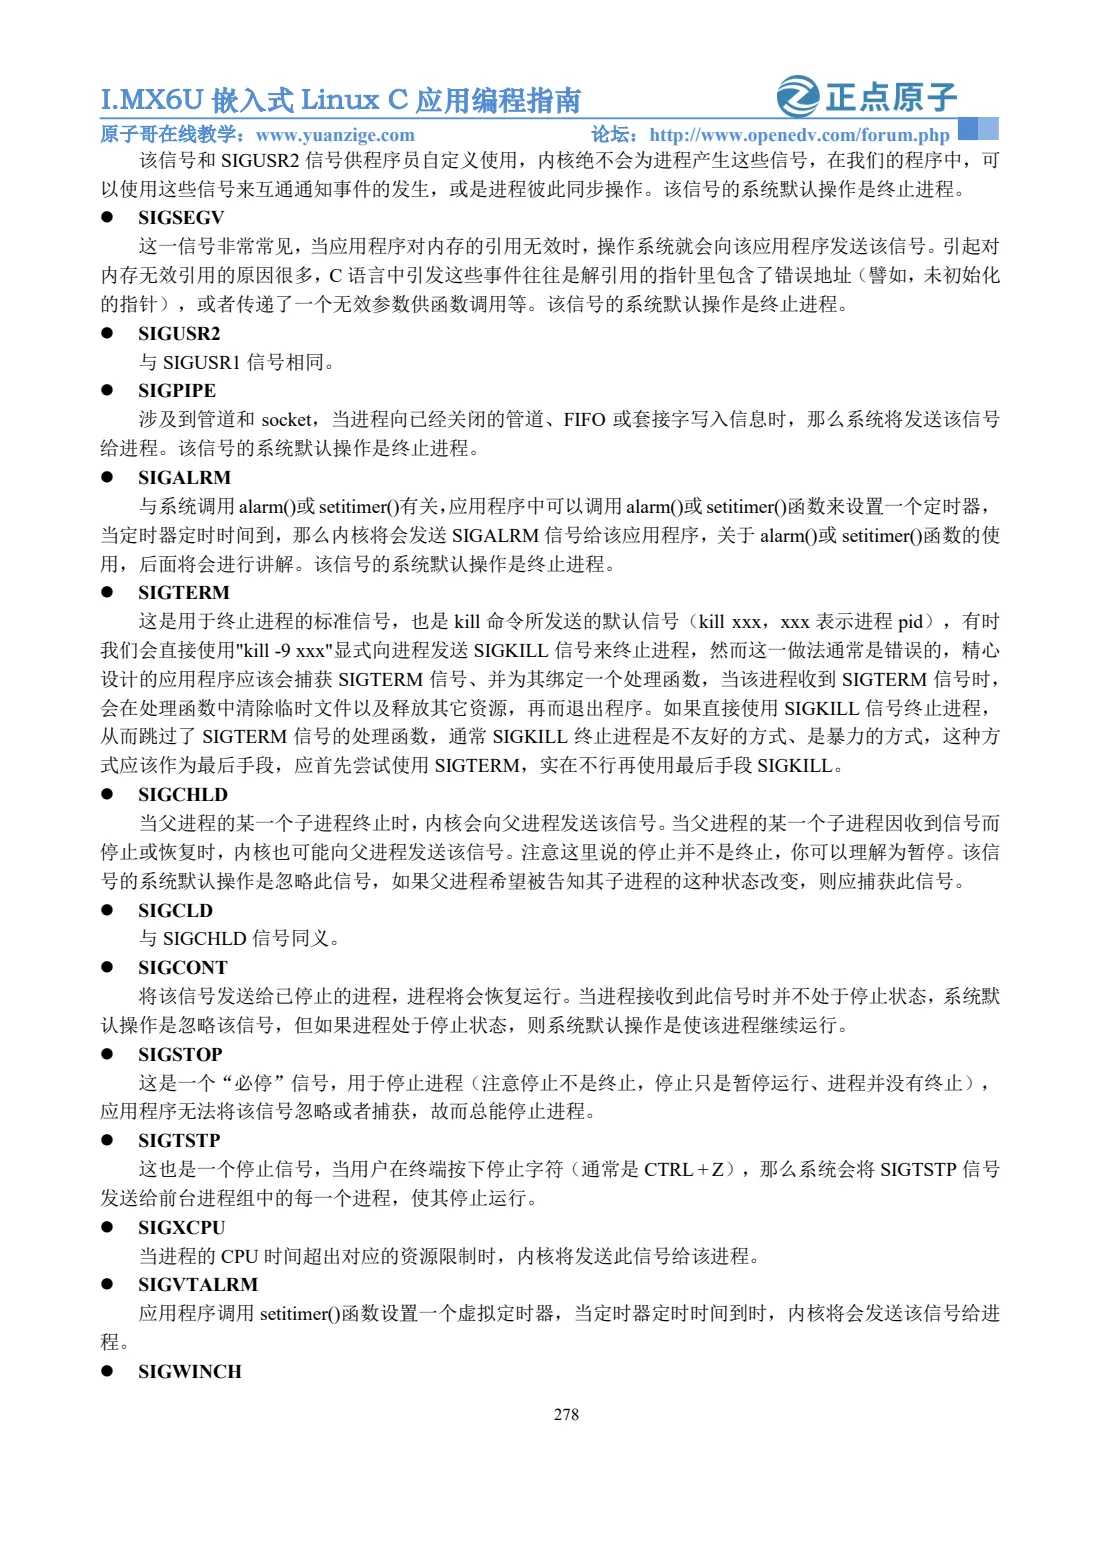 I.MX6U 嵌入式 Linux C 应用编程指南
正点原子
原子哥在线教学：www.yuanzige.com 论坛：http://www.openedv.com/forum.php
该信号和 SIGUSR2 信号供程序员自定义使用，内核绝不会为进程产生这些信号，在我们的程序中，可
以使用这些信号来互通通知事件的发生，或是进程彼此同步操作。该信号的系统默认操作是终止进程。
● SIGSEGV
这一信号非常常见，当应用程序对内存的引用无效时，操作系统就会向该应用程序发送该信号。引起对
内存无效引用的原因很多，C 语言中引发这些事件往往是解引用的指针里包含了错误地址（譬如，未初始化
的指针），或者传递了一个无效参数供函数调用等。该信号的系统默认操作是终止进程。
● SIGUSR2
与 SIGUSR1 信号相同。
● SIGPIPE
涉及到管道和 socket，当进程向已经关闭的管道、FIFO 或套接字写入信息时，那么系统将发送该信号
给进程。该信号的系统默认操作是终止进程。
● SIGALRM
与系统调用 alarm()或 setitimer()有关，应用程序中可以调用 alarm()或 setitimer()函数来设置一个定时器，
当定时器定时时间到，那么内核将会发送 SIGALRM 信号给该应用程序，关于 alarm()或 setitimer()函数的使
用，后面将会进行讲解。该信号的系统默认操作是终止进程。
● SIGTERM
这是用于终止进程的标准信号，也是 kill 命令所发送的默认信号（kill xxx，xxx 表示进程 pid），有时
我们会直接使用"kill -9 xxx"显式向进程发送 SIGKILL 信号来终止进程，然而这一做法通常是错误的，精心
设计的应用程序应该会捕获 SIGTERM 信号、并为其绑定一个处理函数，当该进程收到 SIGTERM 信号时，
会在处理函数中清除临时文件以及释放其它资源，再而退出程序。如果直接使用 SIGKILL 信号终止进程，
从而跳过了 SIGTERM 信号的处理函数，通常 SIGKILL 终止进程是不友好的方式、是暴力的方式，这种方
式应该作为最后手段，应首先尝试使用 SIGTERM，实在不行再使用最后手段 SIGKILL。
● SIGCHLD
当父进程的某一个子进程终止时，内核会向父进程发送该信号。当父进程的某一个子进程因收到信号而
停止或恢复时，内核也可能向父进程发送该信号。注意这里说的停止并不是终止，你可以理解为暂停。该信
号的系统默认操作是忽略此信号，如果父进程希望被告知其子进程的这种状态改变，则应捕获此信号。
● SIGCLD
与 SIGCHLD 信号同义。
● SIGCONT
将该信号发送给已停止的进程，进程将会恢复运行。当进程接收到此信号时并不处于停止状态，系统默
认操作是忽略该信号，但如果进程处于停止状态，则系统默认操作是使该进程继续运行。
● SIGSTOP
这是一个“必停”信号，用于停止进程（注意停止不是终止，停止只是暂停运行、进程并没有终止），
应用程序无法将该信号忽略或者捕获，故而总能停止进程。
● SIGTSTP
这也是一个停止信号，当用户在终端按下停止字符（通常是 CTRL + Z），那么系统会将 SIGTSTP 信号
发送给前台进程组中的每一个进程，使其停止运行。
● SIGXCPU
当进程的 CPU 时间超出对应的资源限制时，内核将发送此信号给该进程。
● SIGVTALRM
应用程序调用 setitimer()函数设置一个虚拟定时器，当定时器定时时间到时，内核将会发送该信号给进
程。
● SIGWINCH
278